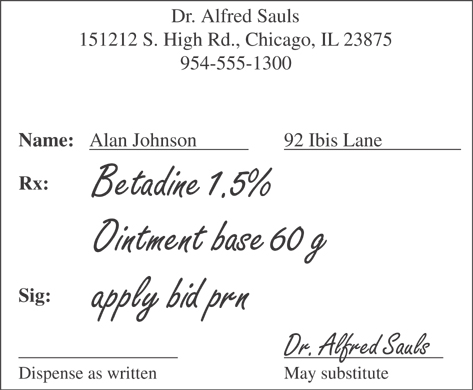 Dr. Alfred Sauls
151212 S. High Rd., Chicago, IL 23875
954-555-1300
Name: Alan Johnson 92 Ibis Lane
Rx: Betadine 1.5%
Ointment base 60 g
Sig: apply bid prn
Dr. Alfred Sauls
Dispense as written May substitute